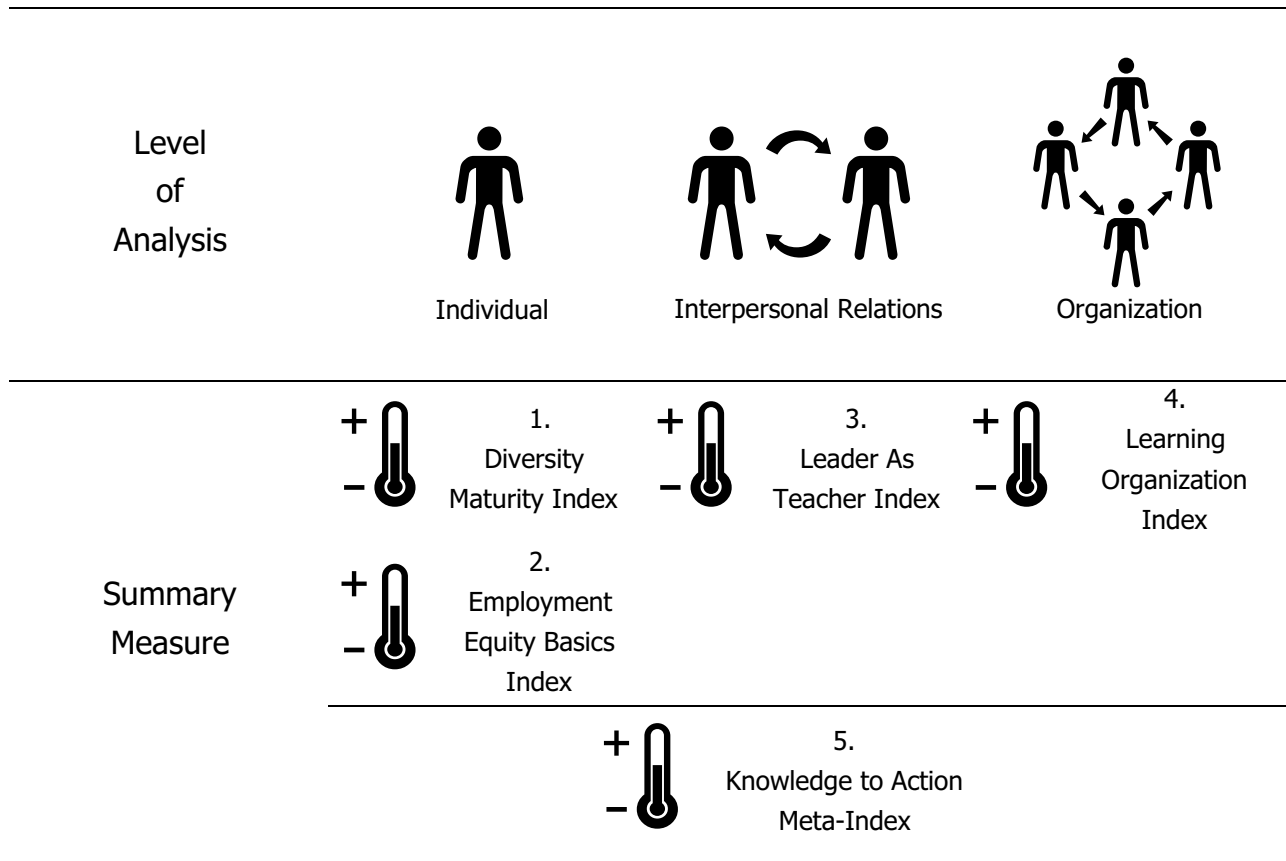 Level
of
Analysis
Individual
Interpersonal Relations
Organization
Summary
Measure
+
−
1.
Diversity
Maturity Index
+
−
3.
Leader As
Teacher Index
+
−
4.
Learning
Organization
Index
+
−
2.
Employment
Equity Basics
Index
+
−
5.
Knowledge to Action
Meta-Index